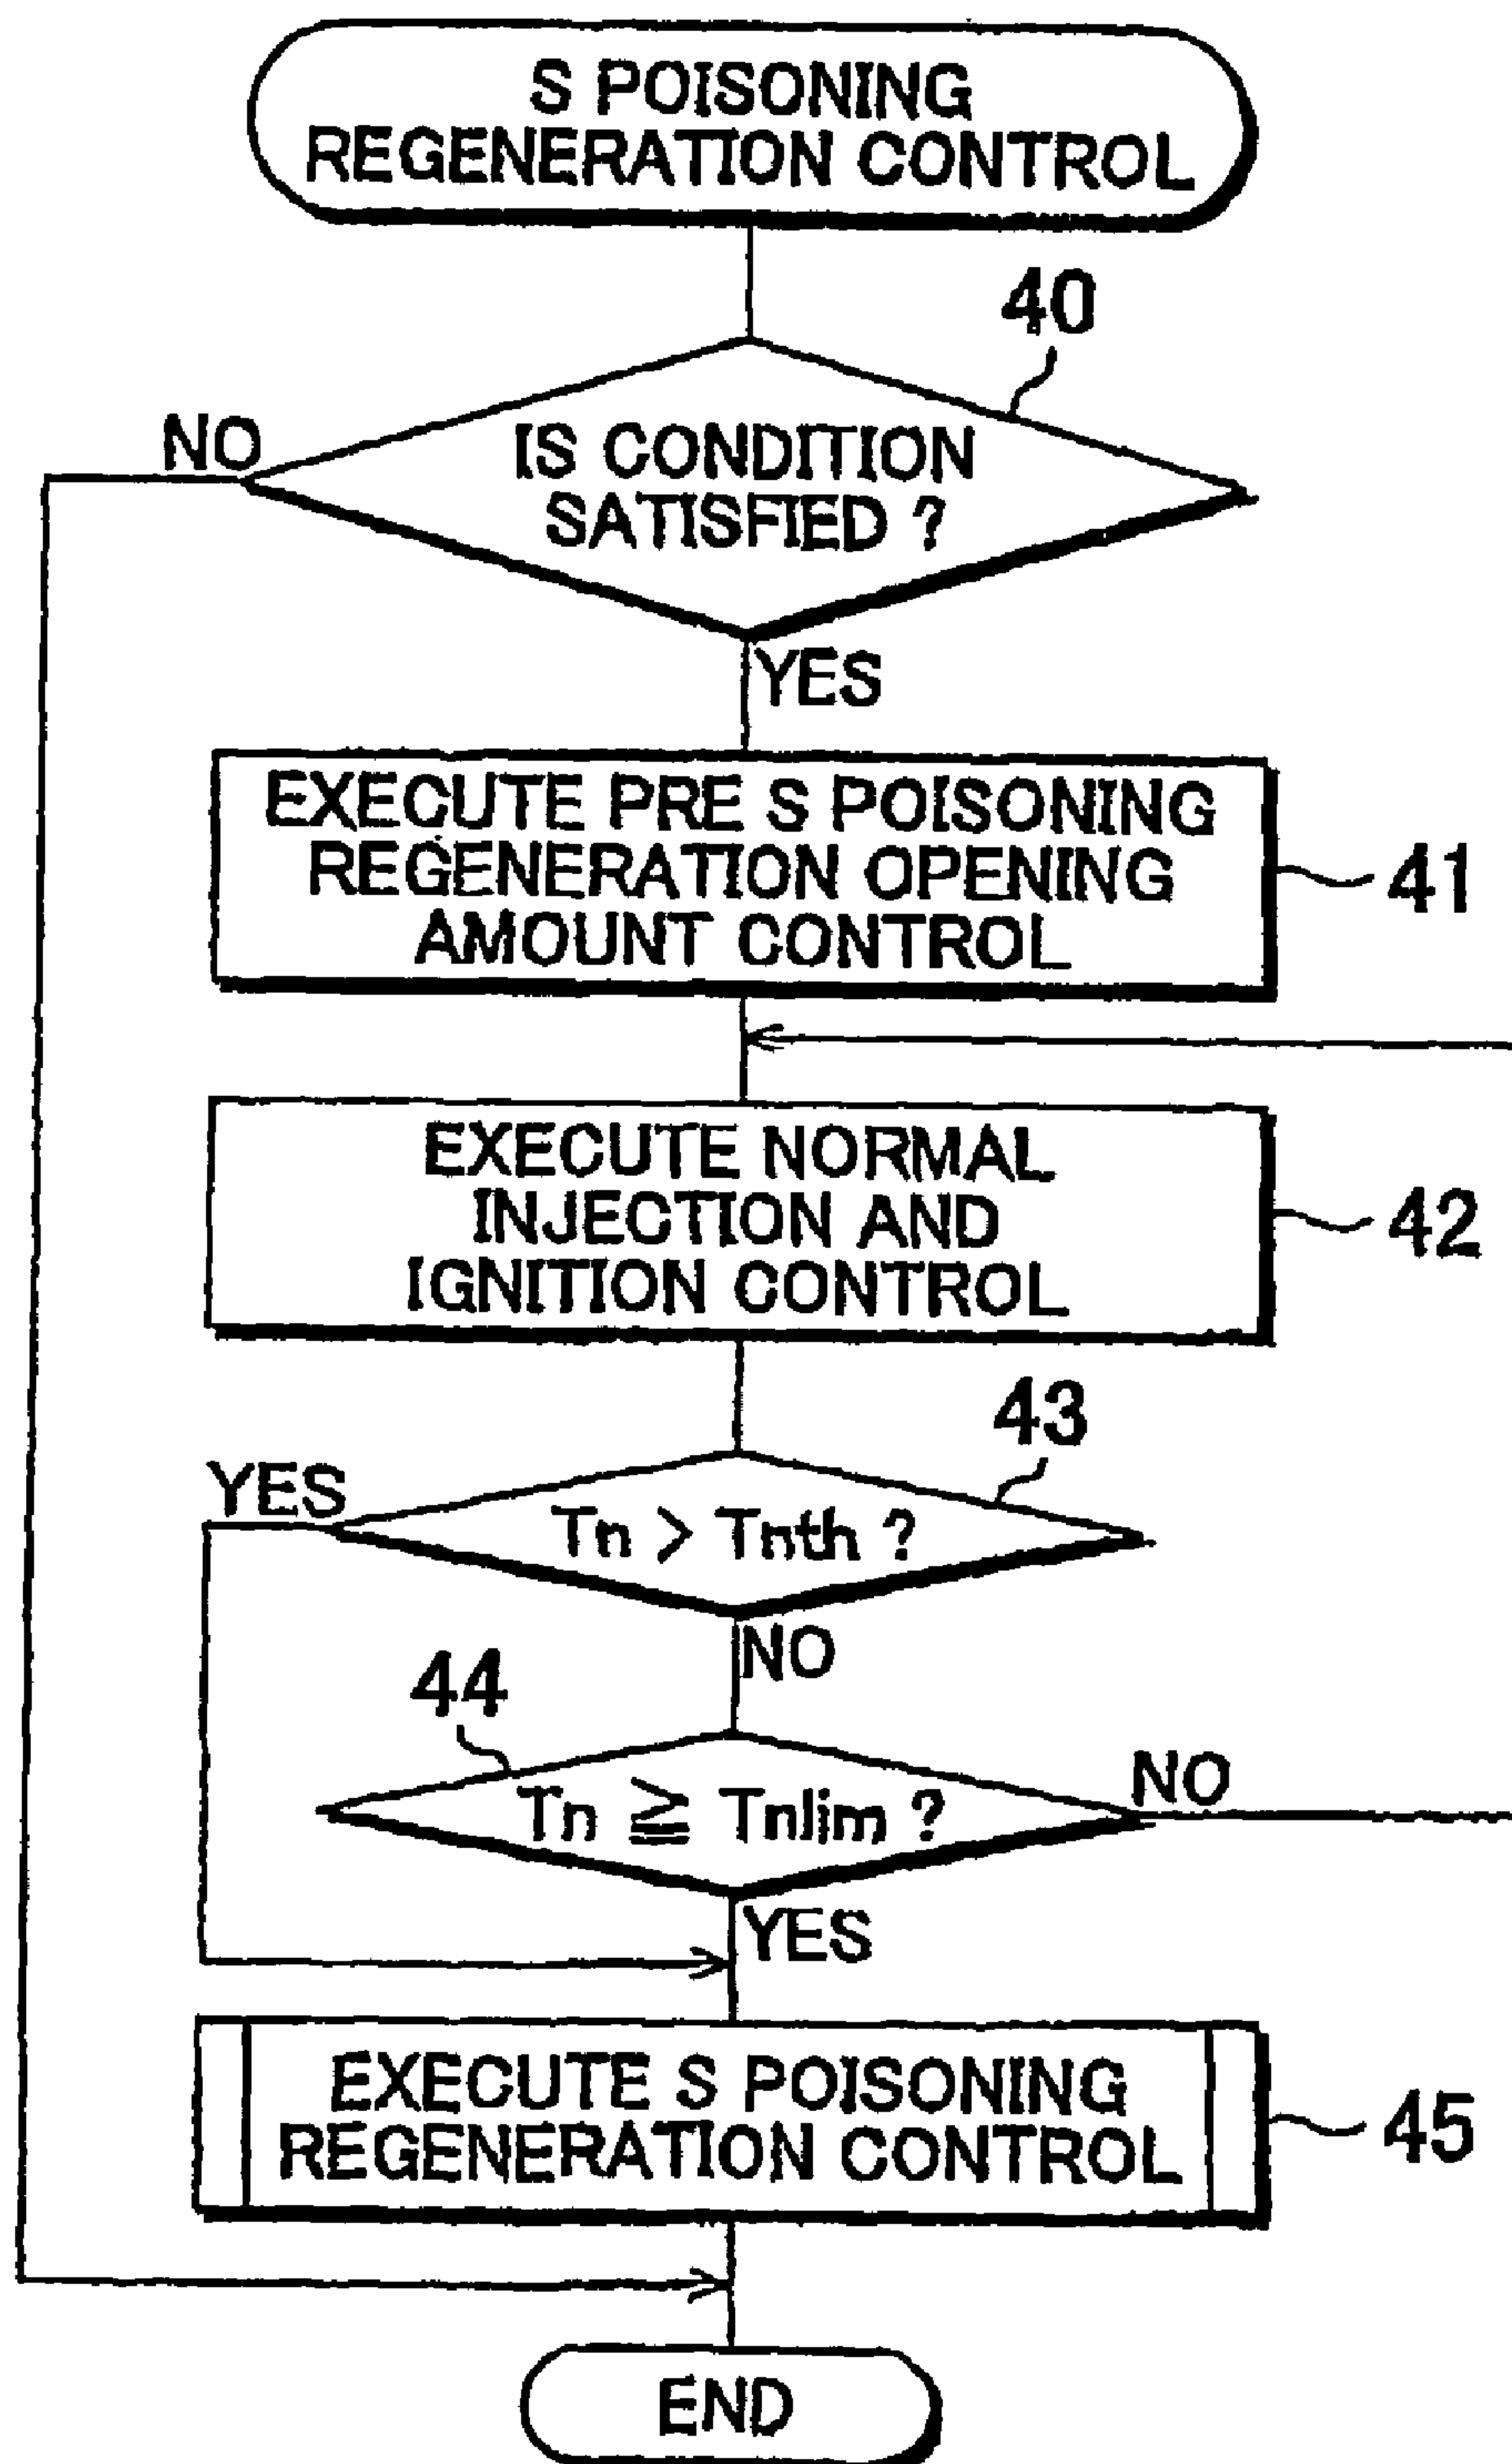 S POISONING
REGENERATION CONTROL
40
NO
IS CONDITION
SATISFIED ?
YES
EXECUTE PRE S POISONING
REGENERATION OPENING
AMOUNT CONTROL
41
EXECUTE NORMAL
INJECTION AND
IGNITION CONTROL
42
43
YES
Tn > Tnth ?
NO
44
Tn ≧ Tnlim ?
NO
YES
EXECUTE S POISONING
REGENERATION CONTROL
45
END